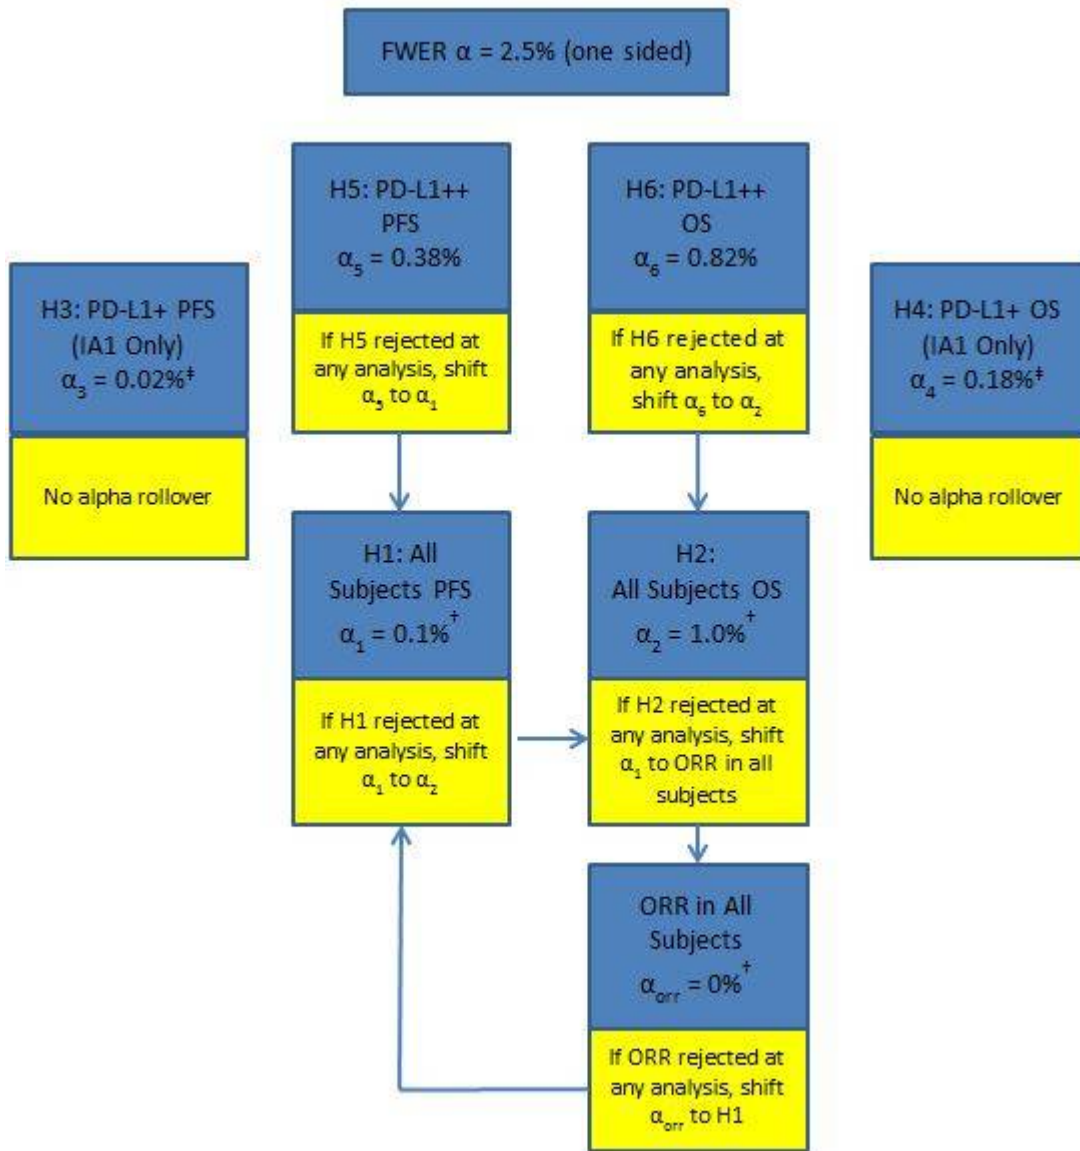 FWER α = 2.5% (one sided)
H5: PD-L1++
PFS
α₅ = 0.38%
If H5 rejected at
any analysis, shift
α₅ to α₁
H6: PD-L1++
OS
α₆ = 0.82%
If H6 rejected at
any analysis,
shift α₆ to α₂
H3: PD-L1+ PFS
(IA1 Only)
α₃ = 0.02%ǂ
No alpha rollover
H4: PD-L1+ OS
(IA1 Only)
α₄ = 0.18%ǂ
No alpha rollover
H1: All
Subjects PFS
α₁ = 0.1%†
If H1 rejected at
any analysis, shift
α₁ to α₂
H2:
All Subjects OS
α₂ = 1.0%†
If H2 rejected at
any analysis, shift
α₁ to ORR in all
subjects
ORR in All
Subjects
αorr = 0%†
If ORR rejected at
any analysis, shift
αorr to H1